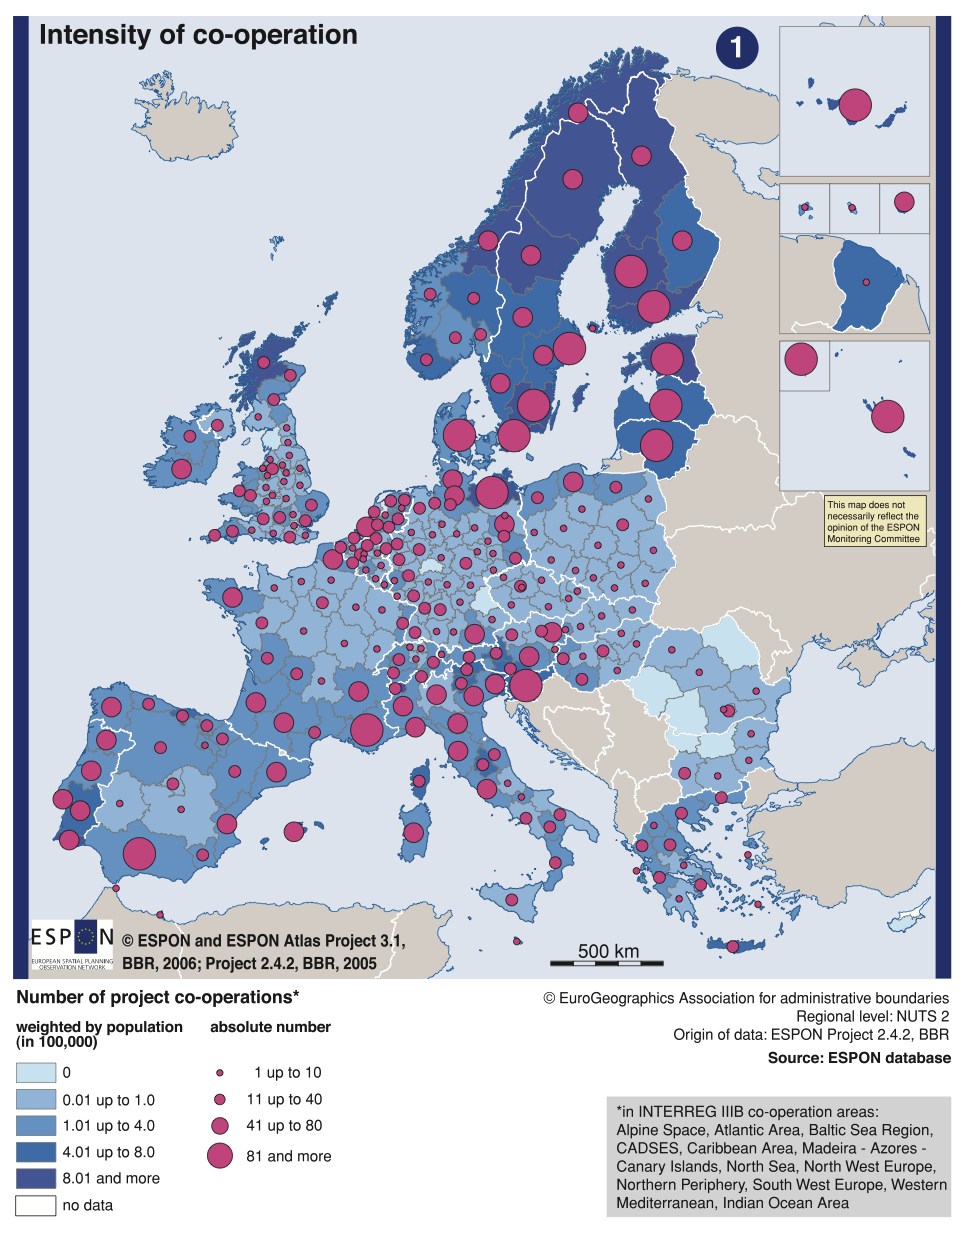 Intensity of co-operation
1
This map does not
necessarily reflect the
opinion of the ESPON
Monitoring Committee
ESPON
EUROPEAN SPATIAL PLANNING
OBSERVATION NETWORK
© ESPON and ESPON Atlas Project 3.1,
BBR, 2006; Project 2.4.2, BBR, 2005
500 km
Number of project co-operations*
weighted by population
(in 100,000)
absolute number
0
0.01 up to 1.0
1.01 up to 4.0
4.01 up to 8.0
8.01 and more
no data
1 up to 10
11 up to 40
41 up to 80
81 and more
© EuroGeographics Association for administrative boundaries
Regional level: NUTS 2
Origin of data: ESPON Project 2.4.2, BBR
Source: ESPON database
*in INTERREG IIIB co-operation areas:
Alpine Space, Atlantic Area, Baltic Sea Region,
CADSES, Caribbean Area, Madeira - Azores -
Canary Islands, North Sea, North West Europe,
Northern Periphery, South West Europe, Western
Mediterranean, Indian Ocean Area